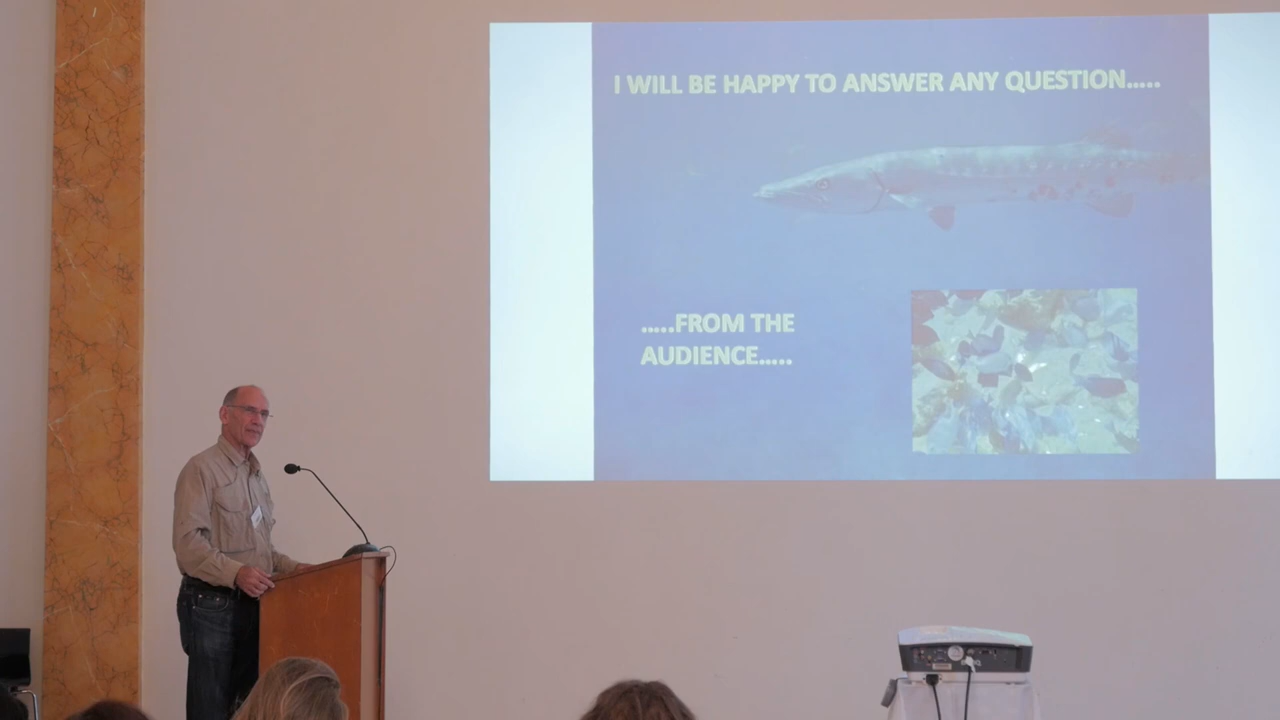 I WILL BE HAPPY TO ANSWER ANY QUESTION.....
.....FROM THE
AUDIENCE.....